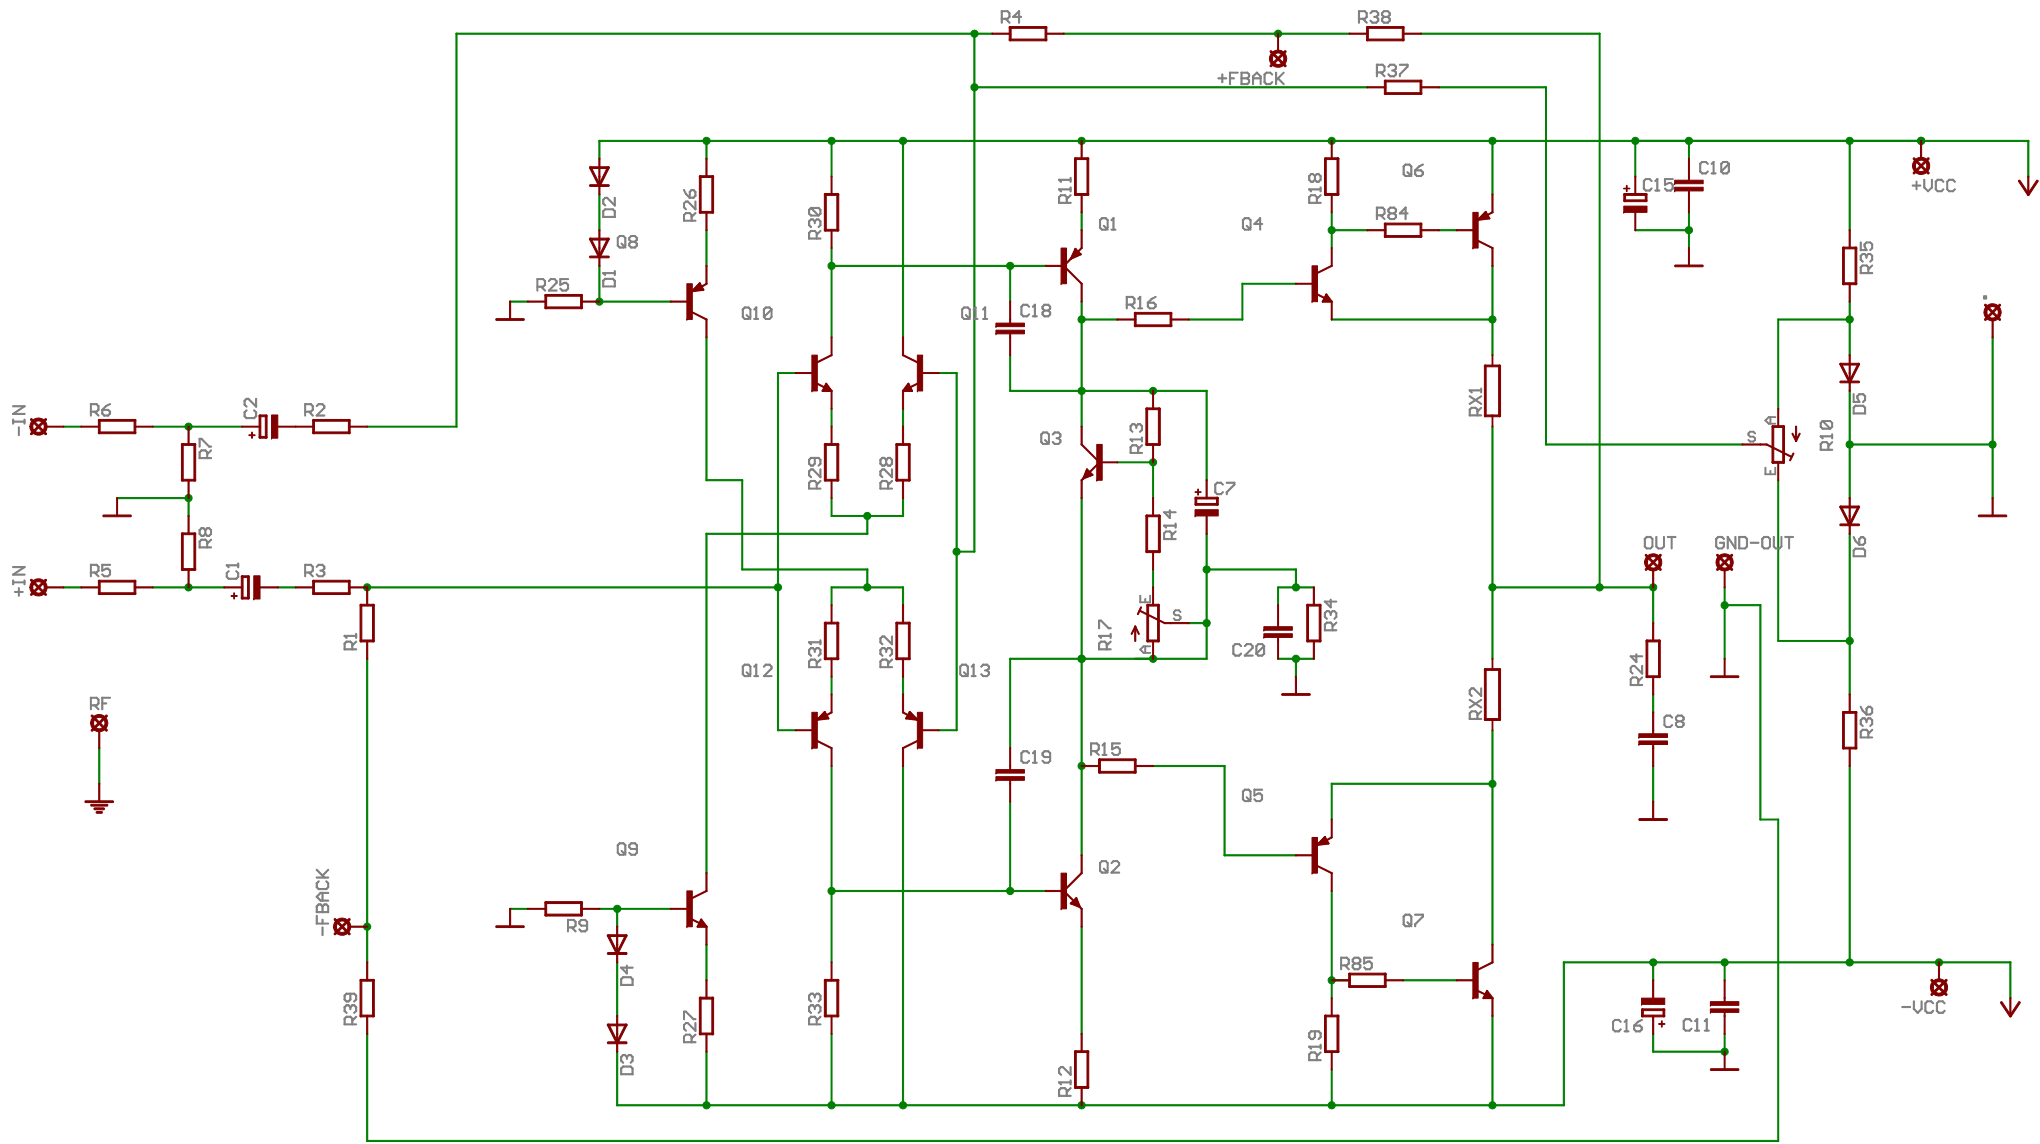 R4
R38
+FBACK
R37
D2
Q8
D1
R25
R26
Q10
R30
Q11
C18
R11
Q1
R16
Q4
R18
R84
Q6
C15
+
C10
+VCC
R35
-IN
R6
R7
C2
+
R2
R29
R28
Q3
R13
R14
C7
+
RX1
S
A
E
R10
D5
D6
+IN
R5
R8
C1
+
R3
R1
R31
R32
Q12
Q13
R17
E
S
A
C20
R34
OUT
GND-OUT
R24
C8
RX2
R36
RF
C19
R15
Q5
Q9
Q2
-FBACK
R9
D4
D3
R27
R33
R39
R12
R19
R85
Q7
C16
+
C11
-VCC